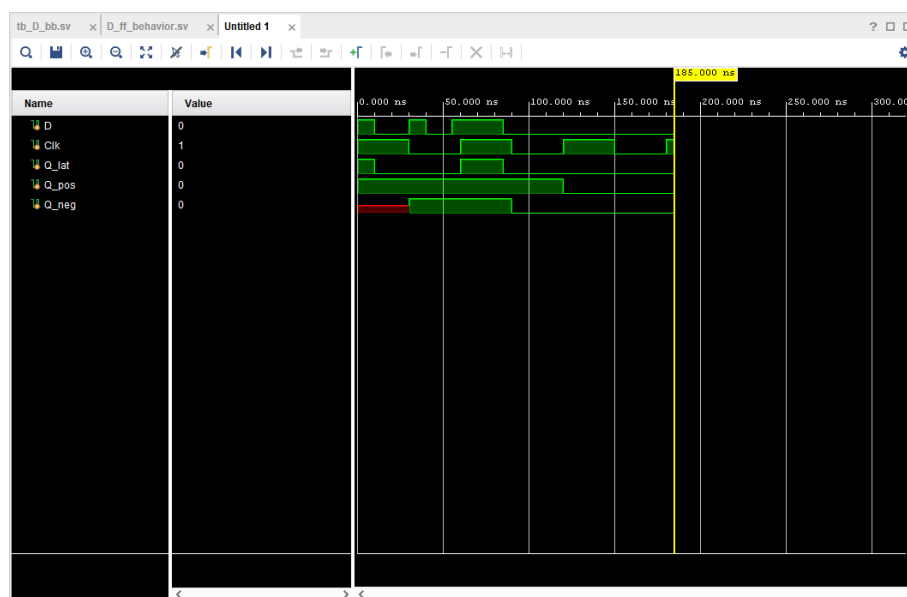 tb_D_bb.sv × D_ff_behavior.sv × Untitled 1 ×
185.000 ns
Name Value
0.000 ns 50.000 ns 100.000 ns 150.000 ns 200.000 ns 250.000 ns 300.00
D 0
Clk 1
Q_lat 0
Q_pos 0
Q_neg 0